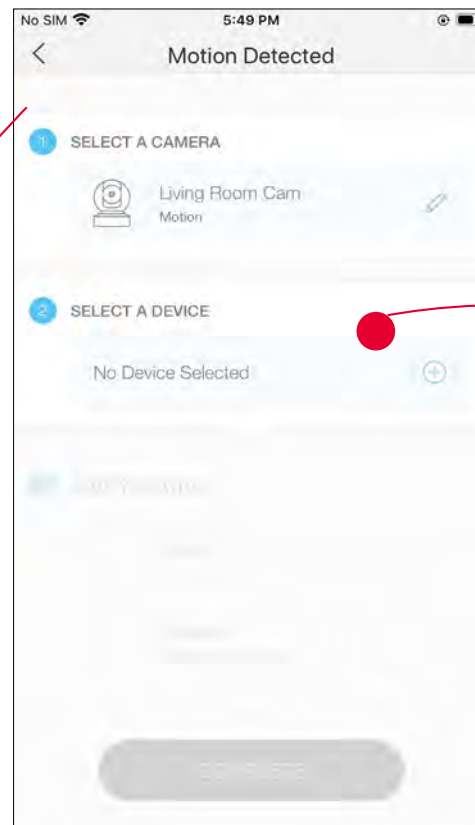 No SIM 5:49 PM
Motion Detected
1 SELECT A CAMERA
Living Room Cam
Motion
2 SELECT A DEVICE
No Device Selected